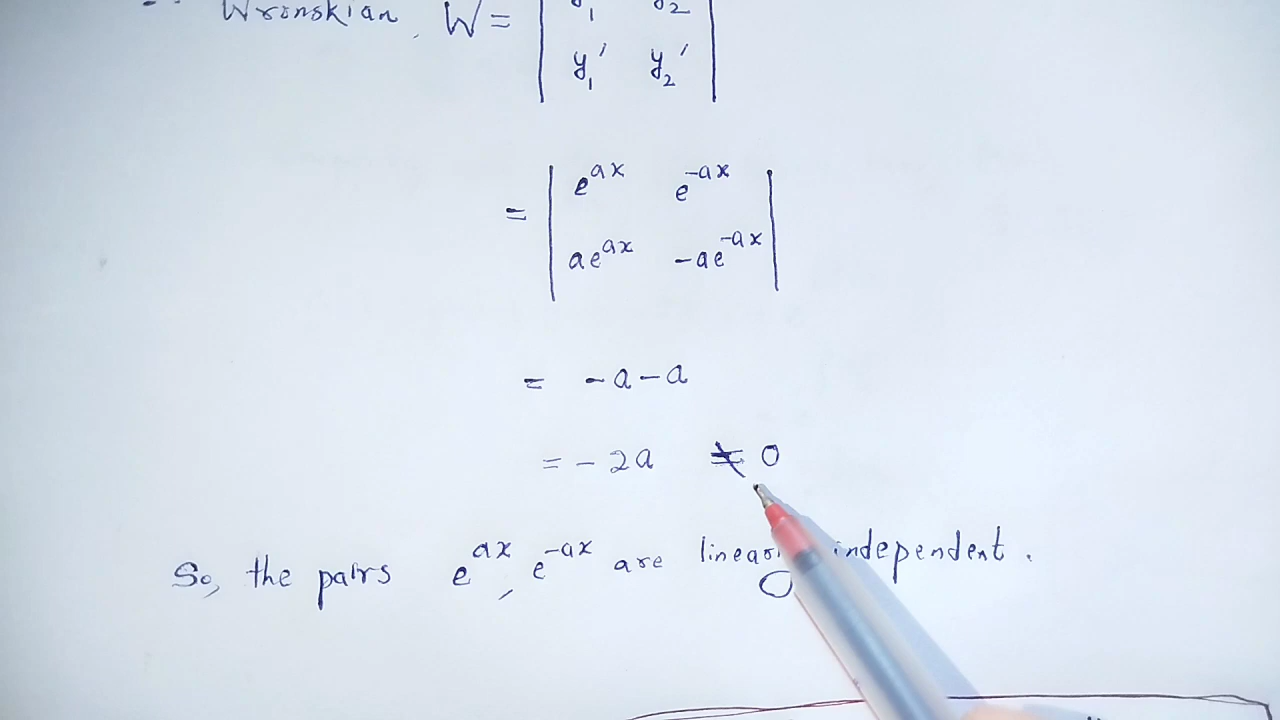 Wronskian, W = | y₁ y₂ |
| y₁′ y₂′ |
= | e^{ax} e^{-ax} |
| ae^{ax} -ae^{-ax} |
= -a-a
= -2a ≠ 0
So, the pairs e^{ax}, e^{-ax} are linearly independent.